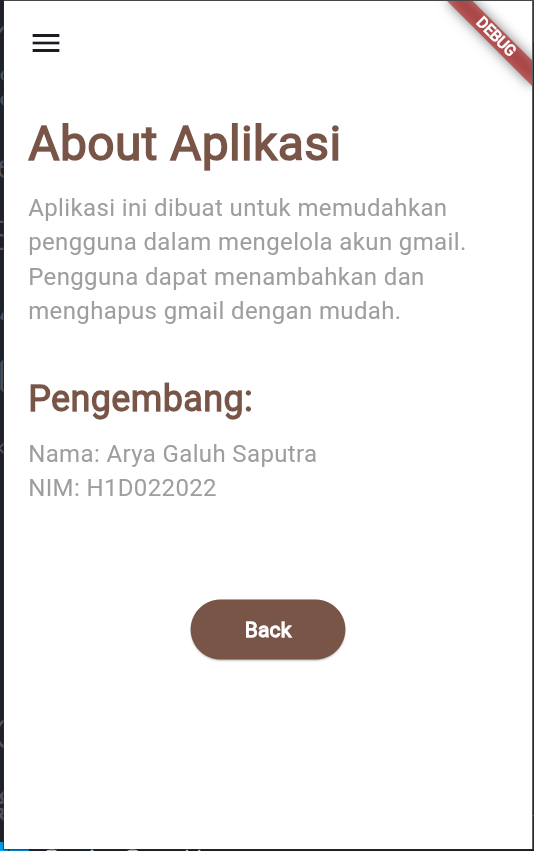 DEBUG
About Aplikasi
Aplikasi ini dibuat untuk memudahkan
pengguna dalam mengelola akun gmail.
Pengguna dapat menambahkan dan
menghapus gmail dengan mudah.
Pengembang:
Nama: Arya Galuh Saputra
NIM: H1D022022
Back